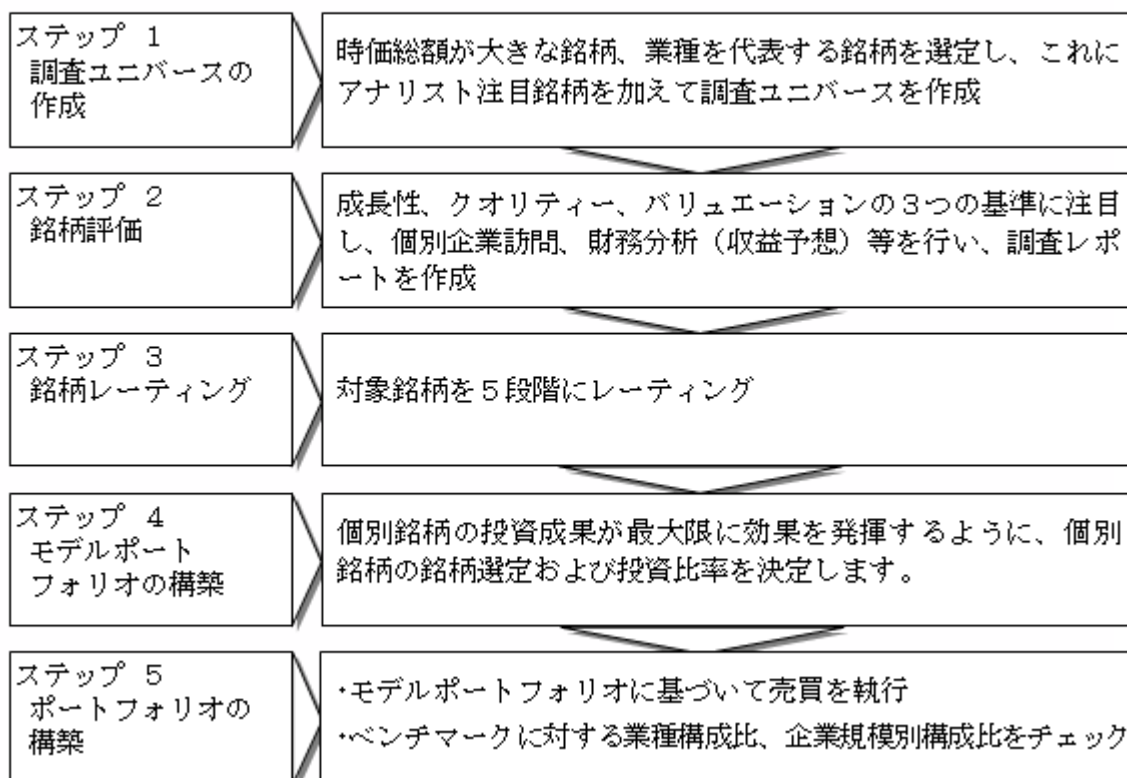 ステップ 1
調査ユニバースの
作成
時価総額が大きな銘柄、業種を代表する銘柄を選定し、これに
アナリスト注目銘柄を加えて調査ユニバースを作成
ステップ 2
銘柄評価
成長性、クオリティー、バリュエーションの3つの基準に注目
し、個別企業訪問、財務分析(収益予想)等を行い、調査レポ
ートを作成
ステップ 3
銘柄レーティング
対象銘柄を5段階にレーティング
ステップ 4
モデルポート
フォリオの構築
個別銘柄の投資成果が最大限に効果を発揮するように、個別
銘柄の銘柄選定および投資比率を決定します。
ステップ 5
ポートフォリオの
構築
・モデルポートフォリオに基づいて売買を執行
・ベンチマークに対する業種構成比、企業規模別構成比をチェック